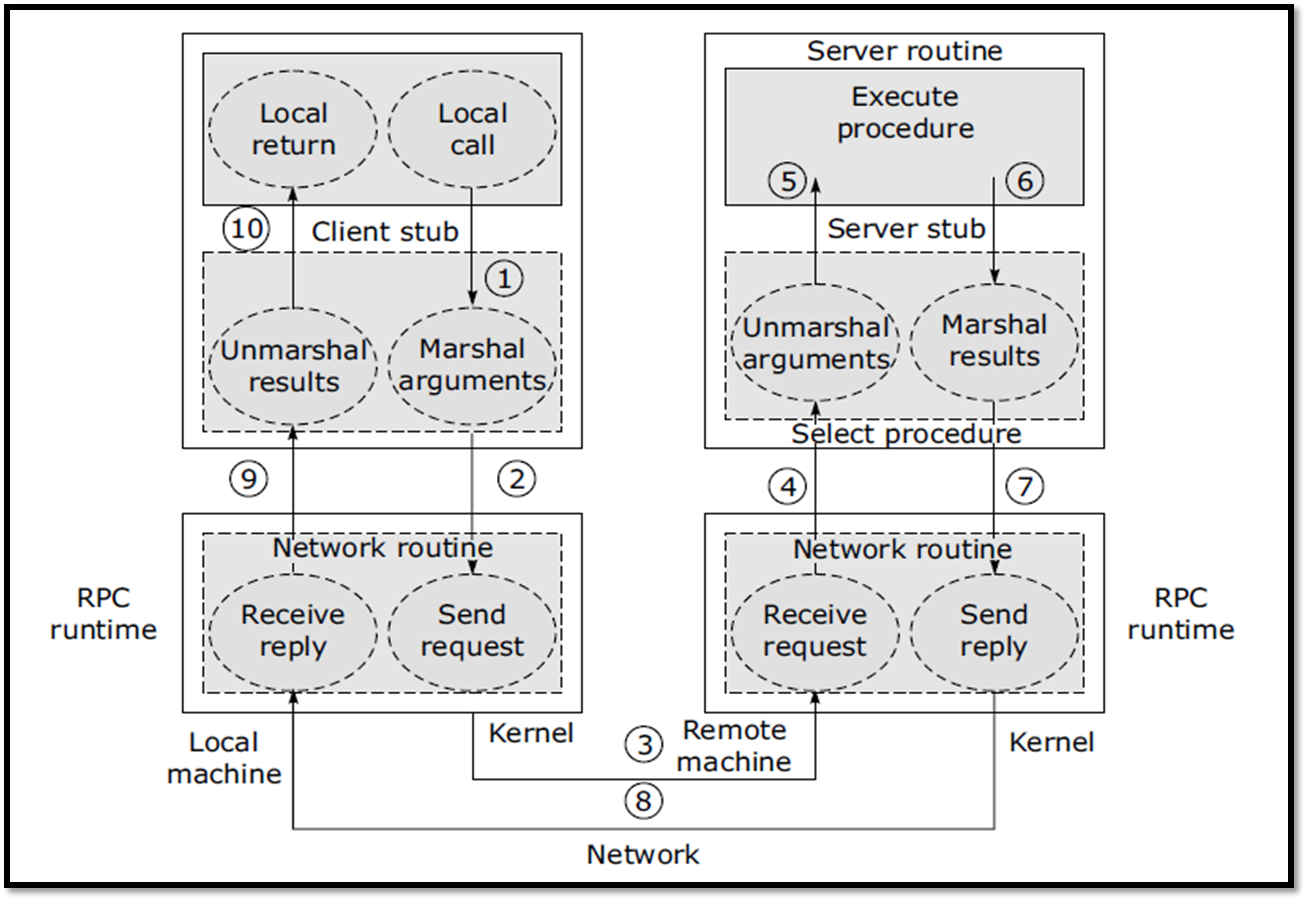 Server routine
Local
return
Local
call
Execute
procedure
5
6
10
Client stub
Server stub
1
Unmarshal
results
Marshal
arguments
Unmarshal
arguments
Marshal
results
Select procedure
9
2
4
7
Network routine
Network routine
RPC
runtime
Receive
reply
Send
request
Receive
request
Send
reply
RPC
runtime
Local
machine
Kernel
3
Remote
machine
Kernel
8
Network